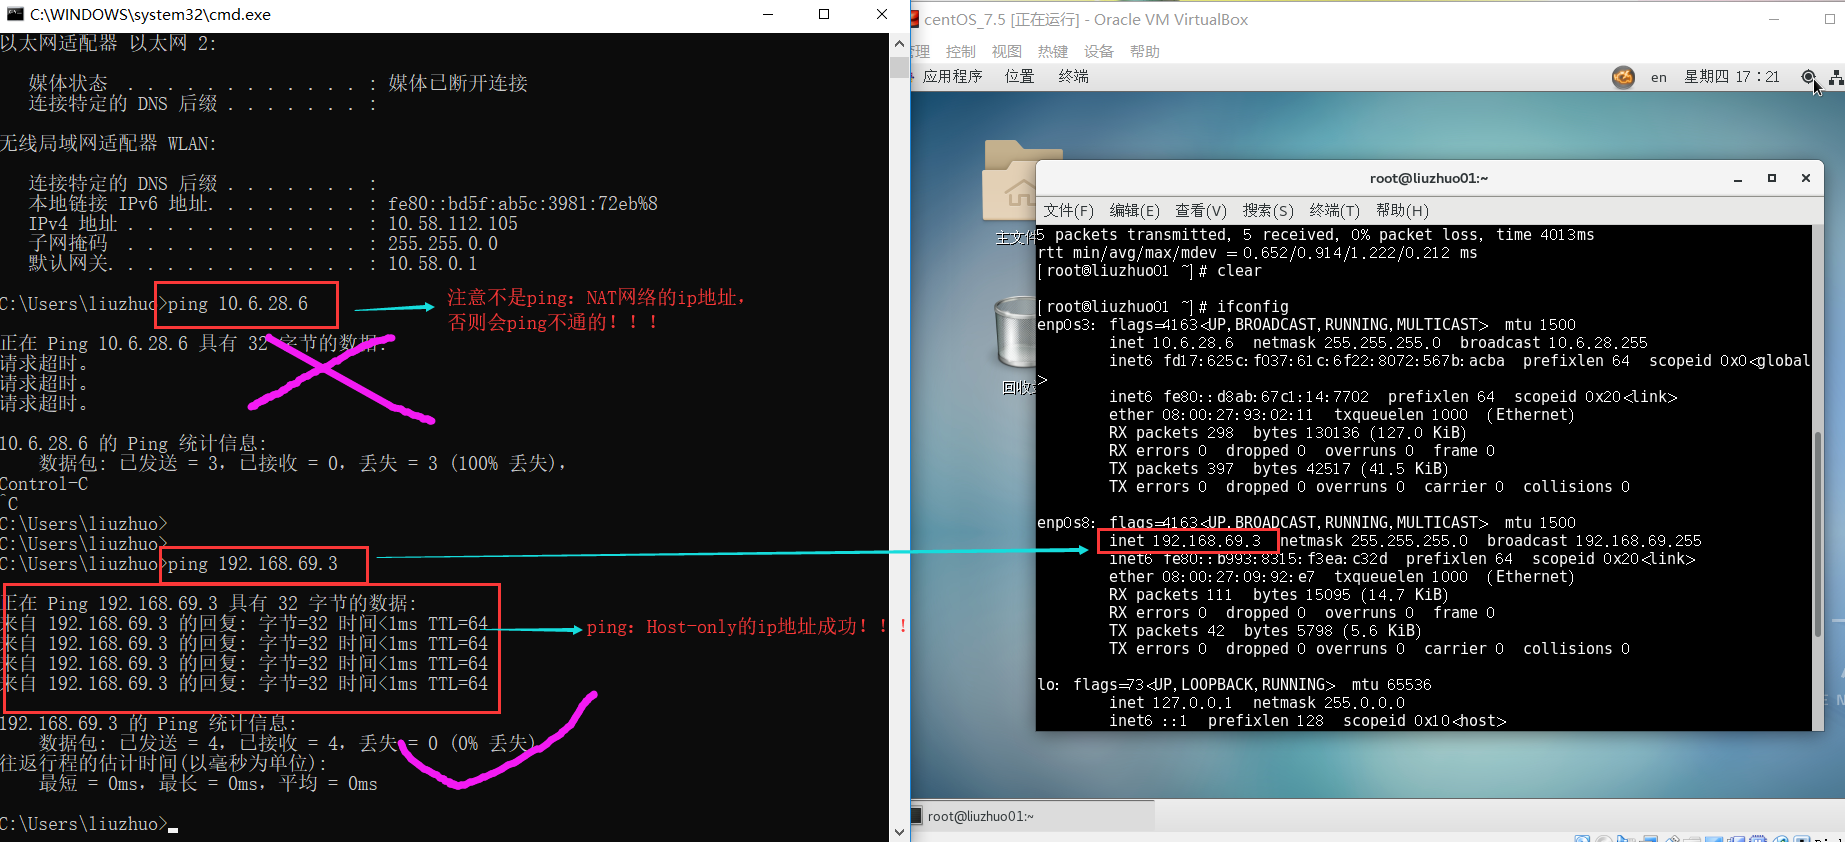 C:\WINDOWS\system32\cmd.exe
以太网适配器 以太网 2:
媒体状态 . . . . . . . . . . . . : 媒体已断开连接
连接特定的 DNS 后缀 . . . . . . . :
无线局域网适配器 WLAN:
连接特定的 DNS 后缀 . . . . . . . :
本地链接 IPv6 地址. . . . . . . . : fe80::bd5f:ab5c:3981:72eb%8
IPv4 地址 . . . . . . . . . . . . : 10.58.112.105
子网掩码 . . . . . . . . . . . . : 255.255.0.0
默认网关. . . . . . . . . . . . . : 10.58.0.1
C:\Users\liuzhuo>ping 10.6.28.6
注意不是ping：NAT网络的ip地址，
否则会ping不通的！！！
正在 Ping 10.6.28.6 具有 32 字节的数据:
请求超时。
请求超时。
请求超时。
10.6.28.6 的 Ping 统计信息:
数据包: 已发送 = 3，已接收 = 0，丢失 = 3 (100% 丢失)，
Control-C
^C
C:\Users\liuzhuo>
C:\Users\liuzhuo>
C:\Users\liuzhuo>ping 192.168.69.3
正在 Ping 192.168.69.3 具有 32 字节的数据:
来自 192.168.69.3 的回复: 字节=32 时间<1ms TTL=64
来自 192.168.69.3 的回复: 字节=32 时间<1ms TTL=64
来自 192.168.69.3 的回复: 字节=32 时间<1ms TTL=64
来自 192.168.69.3 的回复: 字节=32 时间<1ms TTL=64
ping：Host-only的ip地址成功！！！
192.168.69.3 的 Ping 统计信息:
数据包: 已发送 = 4，已接收 = 4，丢失 = 0 (0% 丢失)
往返行程的估计时间(以毫秒为单位):
最短 = 0ms，最长 = 0ms，平均 = 0ms
C:\Users\liuzhuo>
centOS_7.5 [正在运行] - Oracle VM VirtualBox
管理 控制 视图 热键 设备 帮助
应用程序 位置 终端 en 星期四 17：21
主文件
回收
root@liuzhuo01:~
文件(F) 编辑(E) 查看(V) 搜索(S) 终端(T) 帮助(H)
5 packets transmitted, 5 received, 0% packet loss, time 4013ms
rtt min/avg/max/mdev = 0.652/0.914/1.222/0.212 ms
[root@liuzhuo01 ~]# clear
[root@liuzhuo01 ~]# ifconfig
enp0s3: flags=4163<UP,BROADCAST,RUNNING,MULTICAST> mtu 1500
inet 10.6.28.6 netmask 255.255.255.0 broadcast 10.6.28.255
inet6 fd17:625c:f037:61c:6f22:8072:567b:acba prefixlen 64 scopeid 0x0<global
>
inet6 fe80::d8ab:67c1:14:7702 prefixlen 64 scopeid 0x20<link>
ether 08:00:27:93:02:11 txqueuelen 1000 (Ethernet)
RX packets 298 bytes 130136 (127.0 KiB)
RX errors 0 dropped 0 overruns 0 frame 0
TX packets 397 bytes 42517 (41.5 KiB)
TX errors 0 dropped 0 overruns 0 carrier 0 collisions 0
enp0s8: flags=4163<UP,BROADCAST,RUNNING,MULTICAST> mtu 1500
inet 192.168.69.3 netmask 255.255.255.0 broadcast 192.168.69.255
inet6 fe80::b993:8315:f3ea:c32d prefixlen 64 scopeid 0x20<link>
ether 08:00:27:09:92:e7 txqueuelen 1000 (Ethernet)
RX packets 111 bytes 15095 (14.7 KiB)
RX errors 0 dropped 0 overruns 0 frame 0
TX packets 42 bytes 5798 (5.6 KiB)
TX errors 0 dropped 0 overruns 0 carrier 0 collisions 0
lo: flags=73<UP,LOOPBACK,RUNNING> mtu 65536
inet 127.0.0.1 netmask 255.0.0.0
inet6 ::1 prefixlen 128 scopeid 0x10<host>
root@liuzhuo01:~